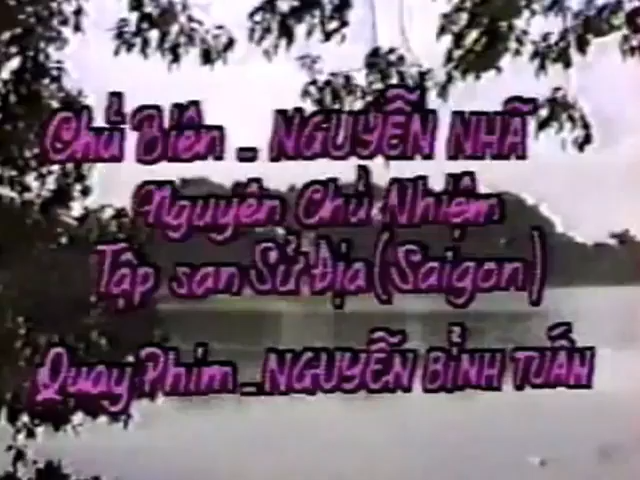 Chủ Biên - NGUYỄN NHÃ
Nguyên Chủ Nhiệm
Tập san Sử Địa (Saigon)
Quay Phim - NGUYỄN BỈNH TUẤN